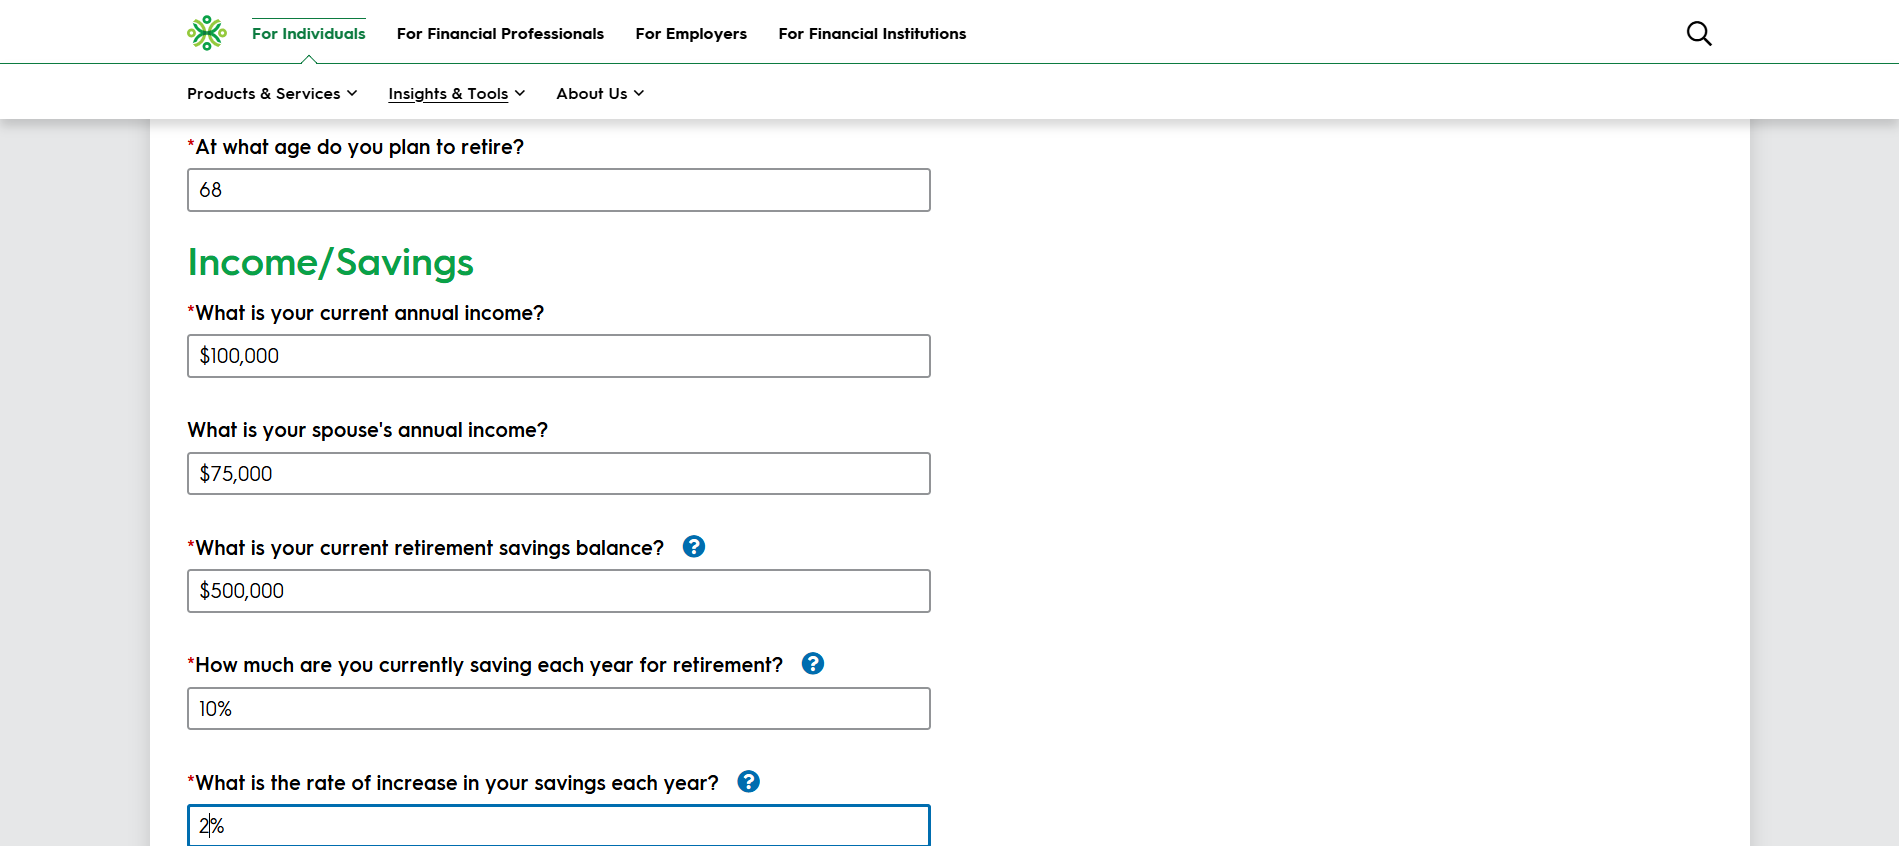 For Individuals For Financial Professionals For Employers For Financial Institutions
Products & Services Insights & Tools About Us
*At what age do you plan to retire?
68
Income/Savings
*What is your current annual income?
$100,000
What is your spouse's annual income?
$75,000
*What is your current retirement savings balance? ?
$500,000
*How much are you currently saving each year for retirement? ?
10%
*What is the rate of increase in your savings each year? ?
2%